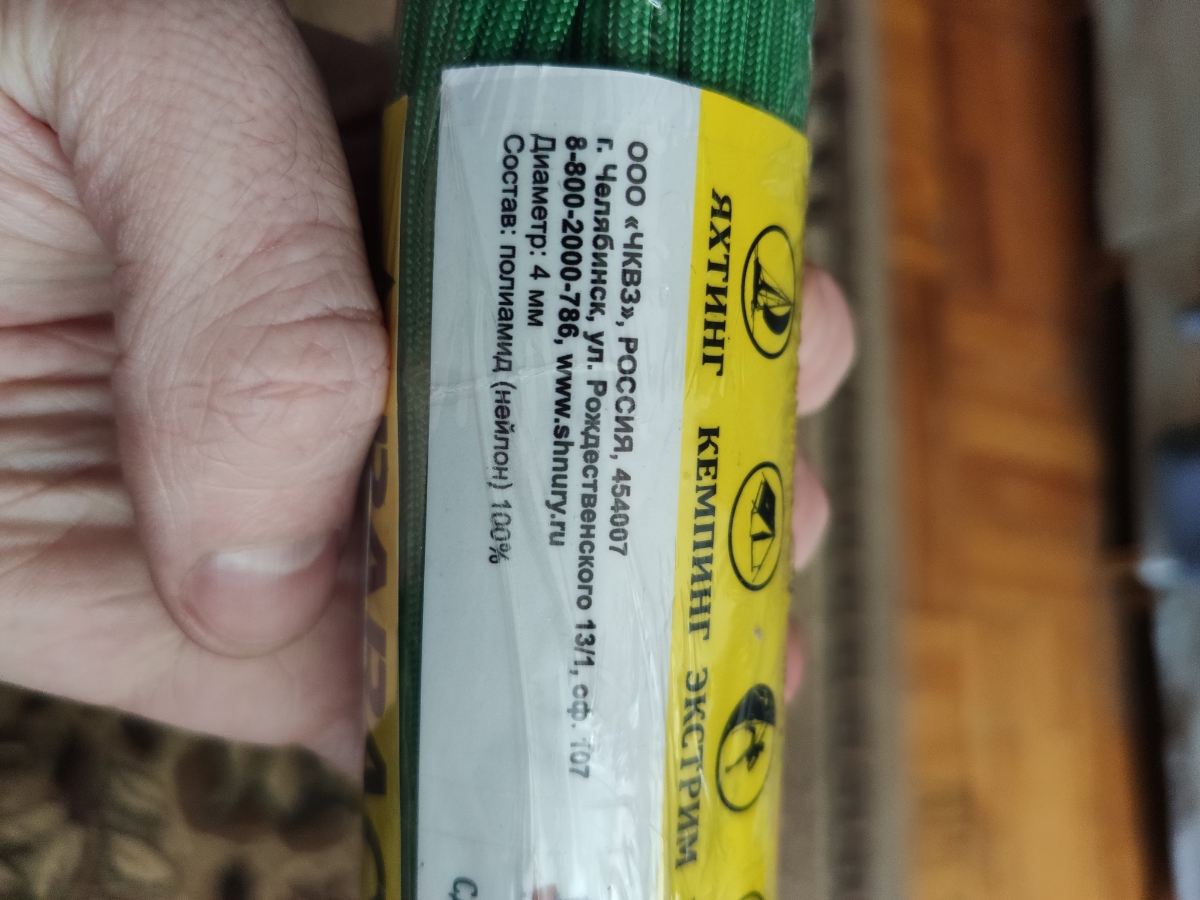 ООО «ЧКВЗ», РОССИЯ, 454007
г. Челябинск, ул. Рождественского 13/1, оф. 107
8-800-2000-786, www.shnury.ru
Диаметр: 4 мм
Состав: полиамид (нейлон) 100%
ЯХТИНГ КЕМПИНГ ЭКСТРИМ